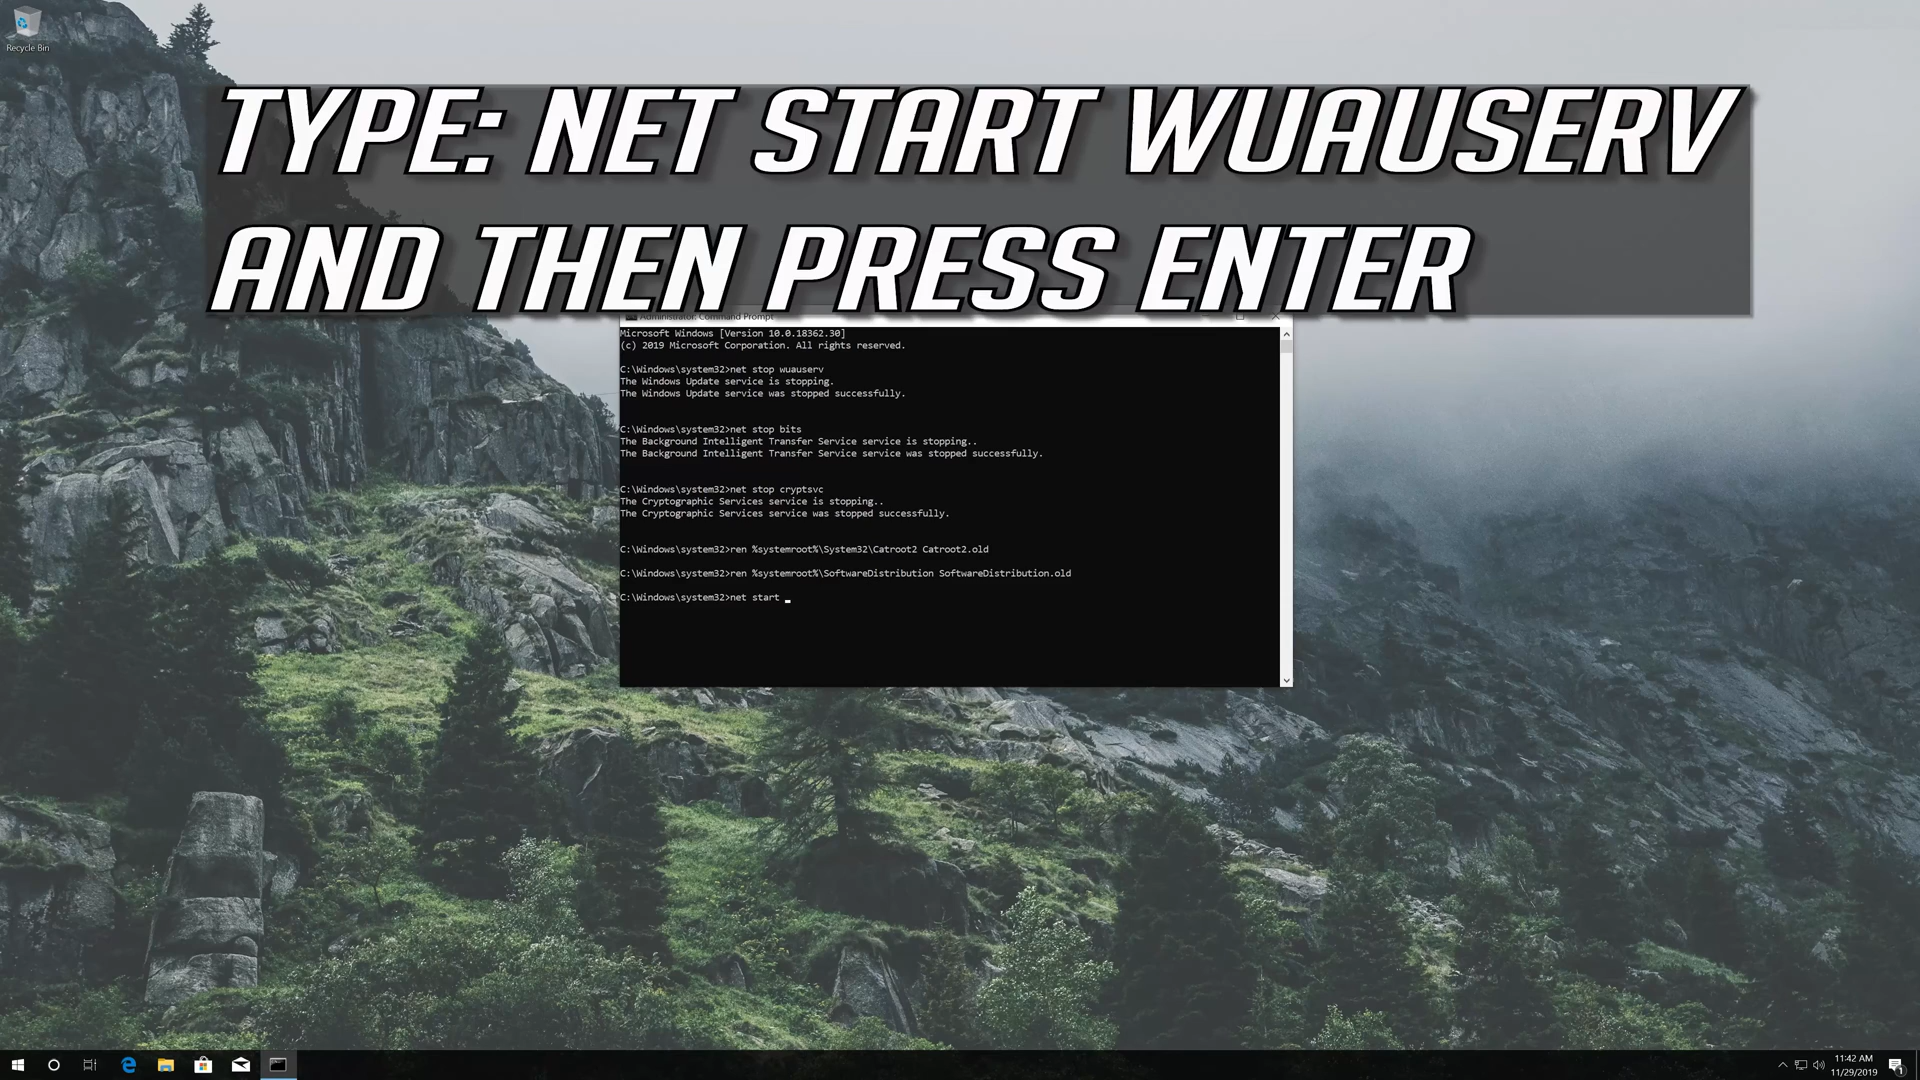 Recycle Bin
TYPE: NET START WUAUSERV
AND THEN PRESS ENTER
Administrator: Command Prompt
Microsoft Windows [Version 10.0.18362.30]
(c) 2019 Microsoft Corporation. All rights reserved.
C:\Windows\system32>net stop wuauserv
The Windows Update service is stopping.
The Windows Update service was stopped successfully.
C:\Windows\system32>net stop bits
The Background Intelligent Transfer Service service is stopping..
The Background Intelligent Transfer Service service was stopped successfully.
C:\Windows\system32>net stop cryptsvc
The Cryptographic Services service is stopping..
The Cryptographic Services service was stopped successfully.
C:\Windows\system32>ren %systemroot%\System32\Catroot2 Catroot2.old
C:\Windows\system32>ren %systemroot%\SoftwareDistribution SoftwareDistribution.old
C:\Windows\system32>net start
11:42 AM
11/29/2019
1